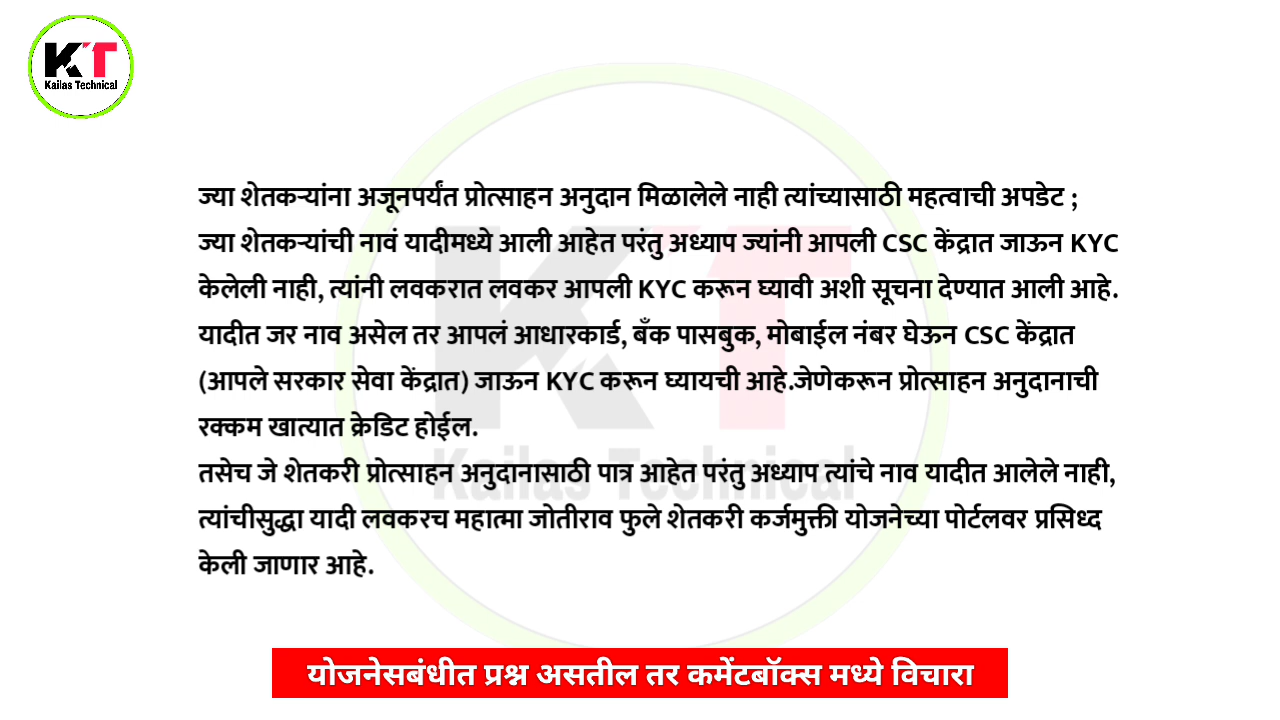 KT
Kailas Technical
ज्या शेतकऱ्यांना अजूनपर्यंत प्रोत्साहन अनुदान मिळालेले नाही त्यांच्यासाठी महत्वाची अपडेट ;
ज्या शेतकऱ्यांची नावं यादीमध्ये आली आहेत परंतु अध्याप ज्यांनी आपली CSC केंद्रात जाऊन KYC
केलेली नाही, त्यांनी लवकरात लवकर आपली KYC करून घ्यावी अशी सूचना देण्यात आली आहे.
यादीत जर नाव असेल तर आपलं आधारकार्ड, बँक पासबुक, मोबाईल नंबर घेऊन CSC केंद्रात
(आपले सरकार सेवा केंद्रात) जाऊन KYC करून घ्यायची आहे.जेणेकरून प्रोत्साहन अनुदानाची
रक्कम खात्यात क्रेडिट होईल.
तसेच जे शेतकरी प्रोत्साहन अनुदानासाठी पात्र आहेत परंतु अध्याप त्यांचे नाव यादीत आलेले नाही,
त्यांचीसुद्धा यादी लवकरच महात्मा जोतीराव फुले शेतकरी कर्जमुक्ती योजनेच्या पोर्टलवर प्रसिध्द
केली जाणार आहे.
KT
Kailas Technical
योजनेसबंधीत प्रश्न असतील तर कमेंटबॉक्स मध्ये विचारा